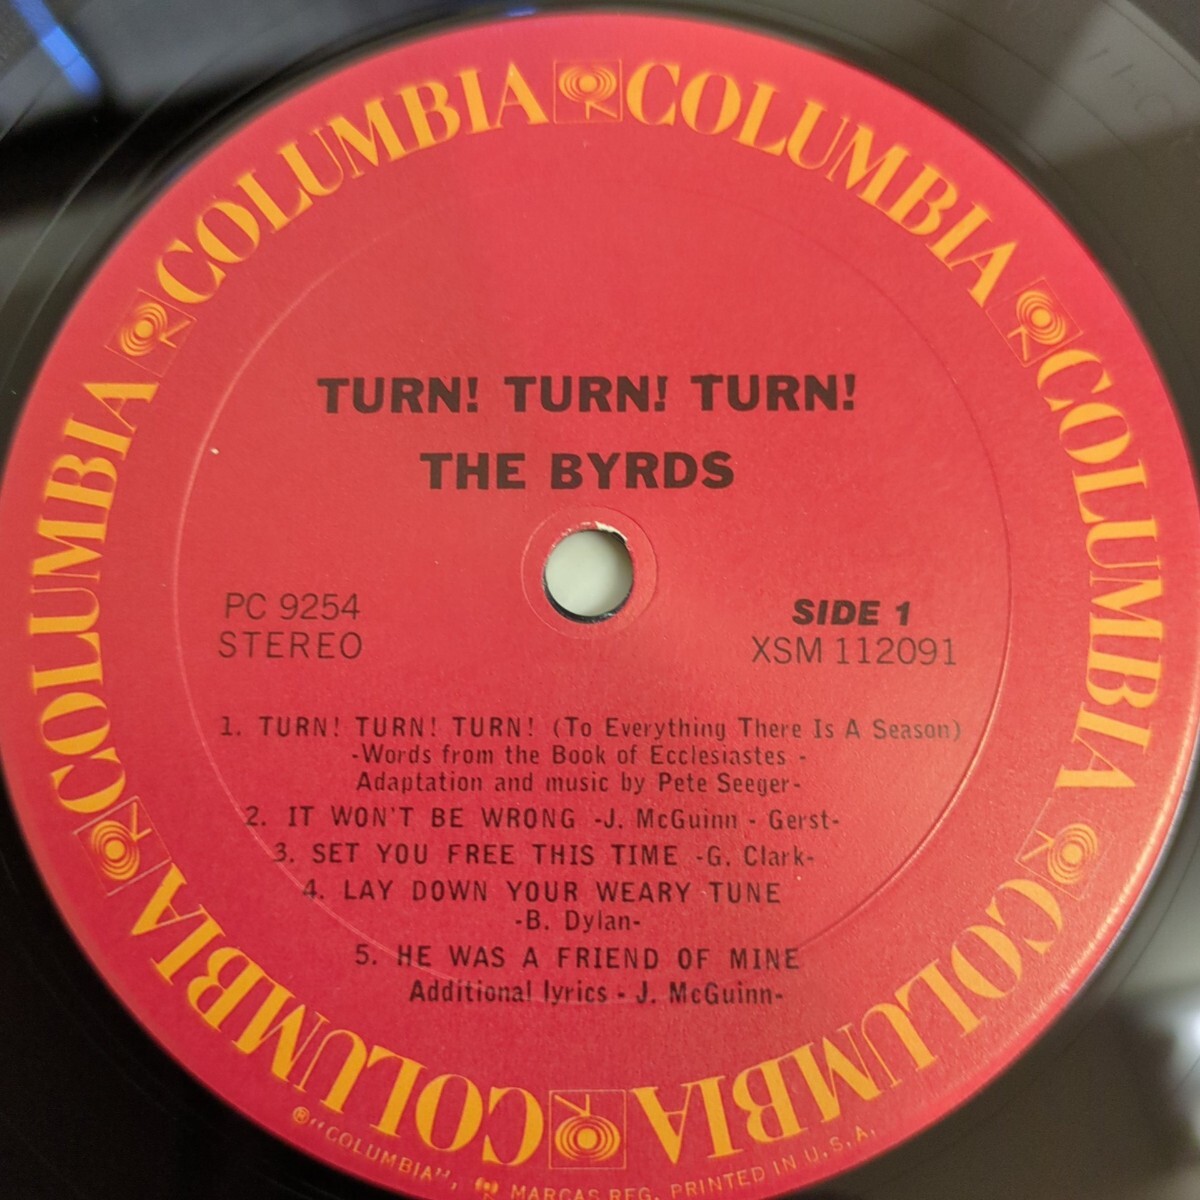 COLUMBIA COLUMBIA COLUMBIA COLUMBIA COLUMBIA COLUMBIA
TURN! TURN! TURN!
THE BYRDS
PC 9254
STEREO
SIDE 1
XSM 112091
1. TURN! TURN! TURN! (To Everything There Is A Season)
-Words from the Book of Ecclesiastes -
Adaptation and music by Pete Seeger-
2. IT WON'T BE WRONG -J. McGuinn - Gerst-
3. SET YOU FREE THIS TIME -G. Clark-
4. LAY DOWN YOUR WEARY TUNE
-B. Dylan-
5. HE WAS A FRIEND OF MINE
Additional lyrics - J. McGuinn-
® "COLUMBIA", MARCAS REG. PRINTED IN U.S.A.